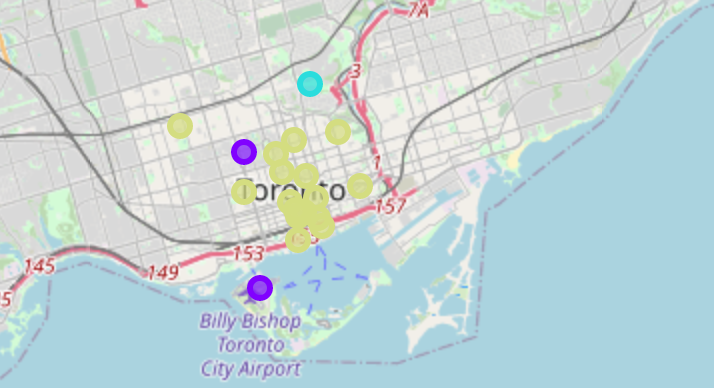 7A
3
1
Toronto
157
153
145
149
Billy Bishop
Toronto
City Airport